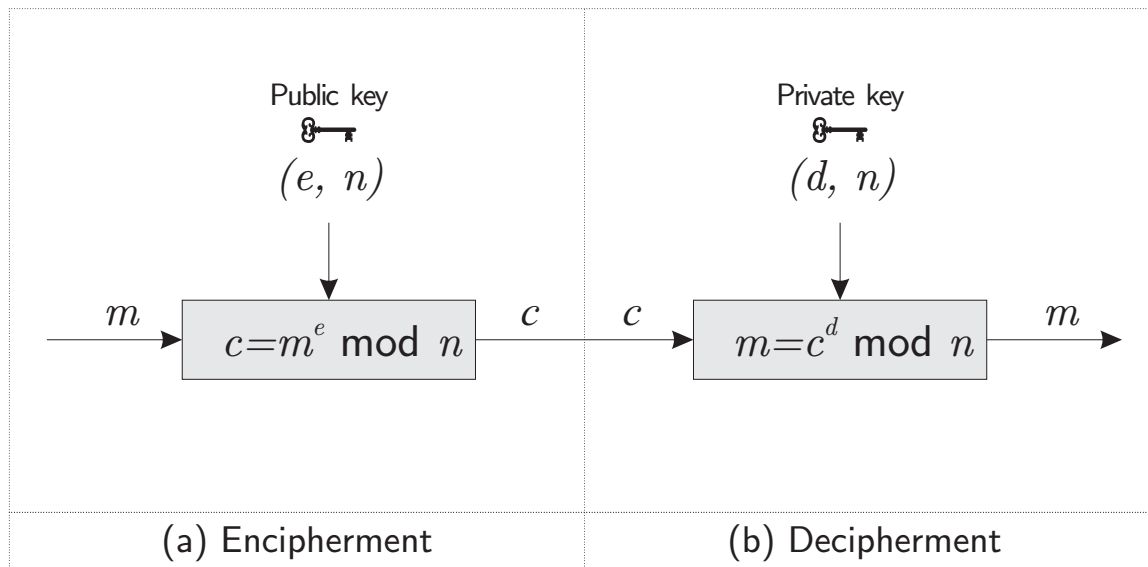 Public key
(e, n)
m
c=m^e mod n
c
Private key
(d, n)
c
m=c^d mod n
m
(a) Encipherment
(b) Decipherment